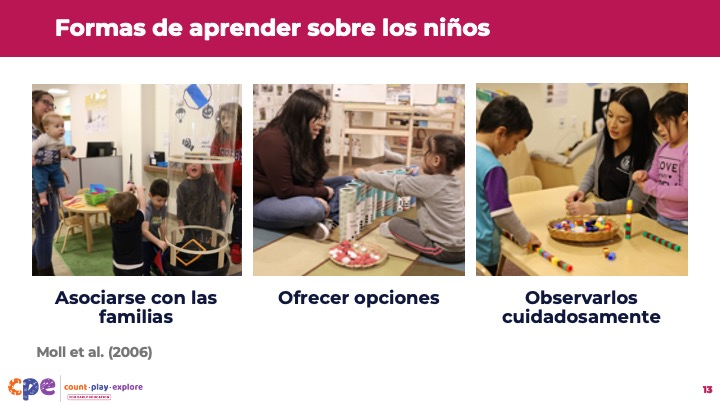 Formas de aprender sobre los niños
Asociarse con las
familias
Ofrecer opciones
Observarlos
cuidadosamente
Moll et al. (2006)
cpe
count·play·explore
13